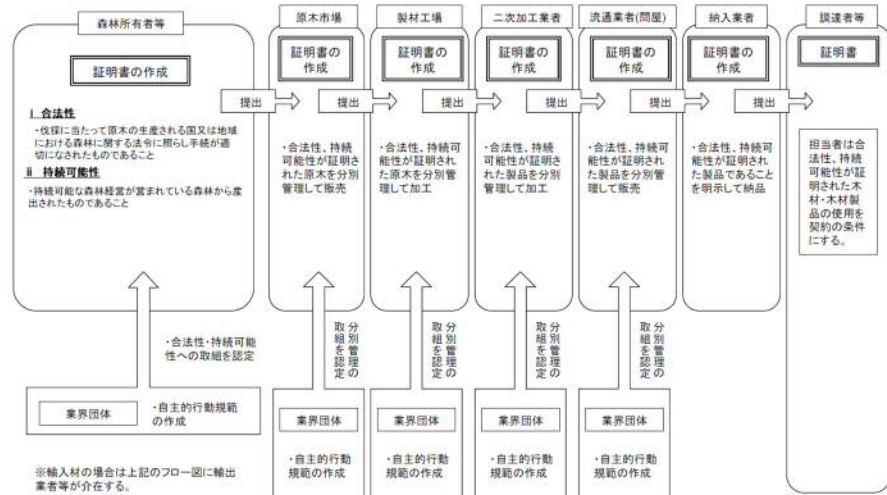 森林所有者等
証明書の作成
ⅰ 合法性
・伐採に当たって原木の生産される国又は地域
における森林に関する法令に照らし手続が適
切になされたものであること
ⅱ 持続可能性
・持続可能な森林経営が営まれている森林から産
出されたものであること
提出
原木市場
証明書の
作成
・合法性、持続
可能性が証明さ
れた原木を分別
管理して販売
提出
製材工場
証明書の
作成
・合法性、持続
可能性が証明さ
れた原木を分別
管理して加工
提出
二次加工業者
証明書の
作成
・合法性、持続
可能性が証明さ
れた製品を分別
管理して加工
提出
流通業者(問屋)
証明書の
作成
・合法性、持続
可能性が証明さ
れた製品を分別
管理して販売
提出
納入業者
証明書の
作成
・合法性、持続
可能性が証明さ
れた製品であることを
明示して納品
提出
調達者等
証明書
担当者は合
法性、持続
可能性が証
明された木
材・木材製
品の使用を
契約の条件
にする。
・合法性・持続可能
性への取組を認定
業界団体
・自主的行動規範
の作成
分別管理の
取組を認定
業界団体
・自主的行動
規範の作成
分別管理の
取組を認定
業界団体
・自主的行動
規範の作成
分別管理の
取組を認定
業界団体
・自主的行動
規範の作成
分別管理の
取組を認定
業界団体
・自主的行動
規範の作成
※輸入材の場合は上記のフロー図に輸出
業者等が介在する。